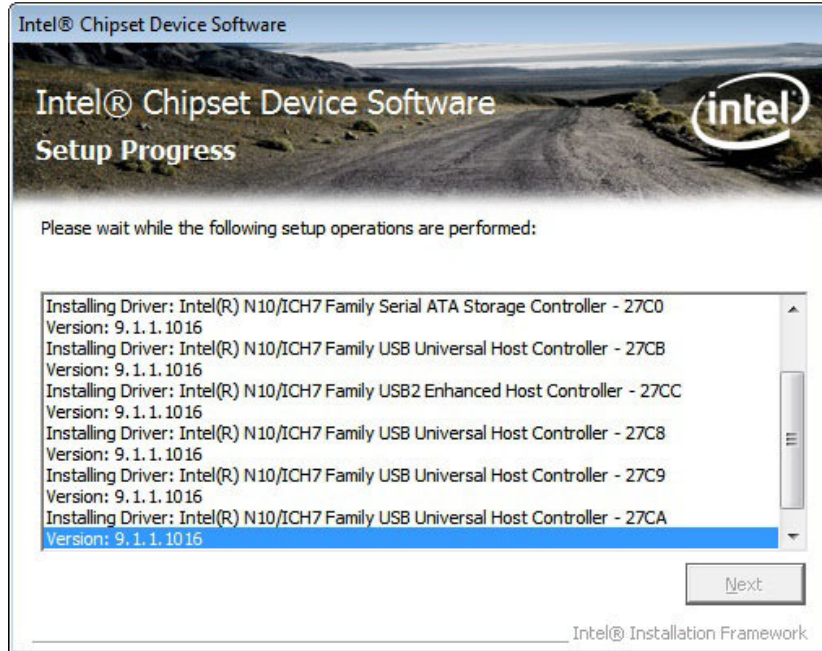 Intel® Chipset Device Software
Intel® Chipset Device Software
intel
Setup Progress
Please wait while the following setup operations are performed:
Installing Driver: Intel(R) N10/ICH7 Family Serial ATA Storage Controller - 27C0
Version: 9.1.1.1016
Installing Driver: Intel(R) N10/ICH7 Family USB Universal Host Controller - 27CB
Version: 9.1.1.1016
Installing Driver: Intel(R) N10/ICH7 Family USB2 Enhanced Host Controller - 27CC
Version: 9.1.1.1016
Installing Driver: Intel(R) N10/ICH7 Family USB Universal Host Controller - 27C8
Version: 9.1.1.1016
Installing Driver: Intel(R) N10/ICH7 Family USB Universal Host Controller - 27C9
Version: 9.1.1.1016
Installing Driver: Intel(R) N10/ICH7 Family USB Universal Host Controller - 27CA
Version: 9.1.1.1016
Next
Intel® Installation Framework